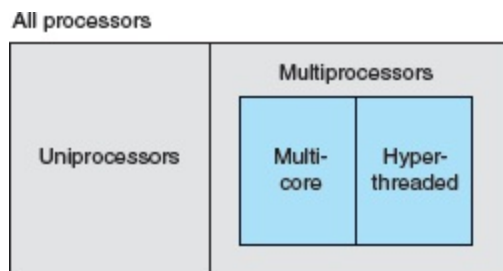 All processors
Multiprocessors
Uniprocessors
Multi-
core
Hyper-
threaded